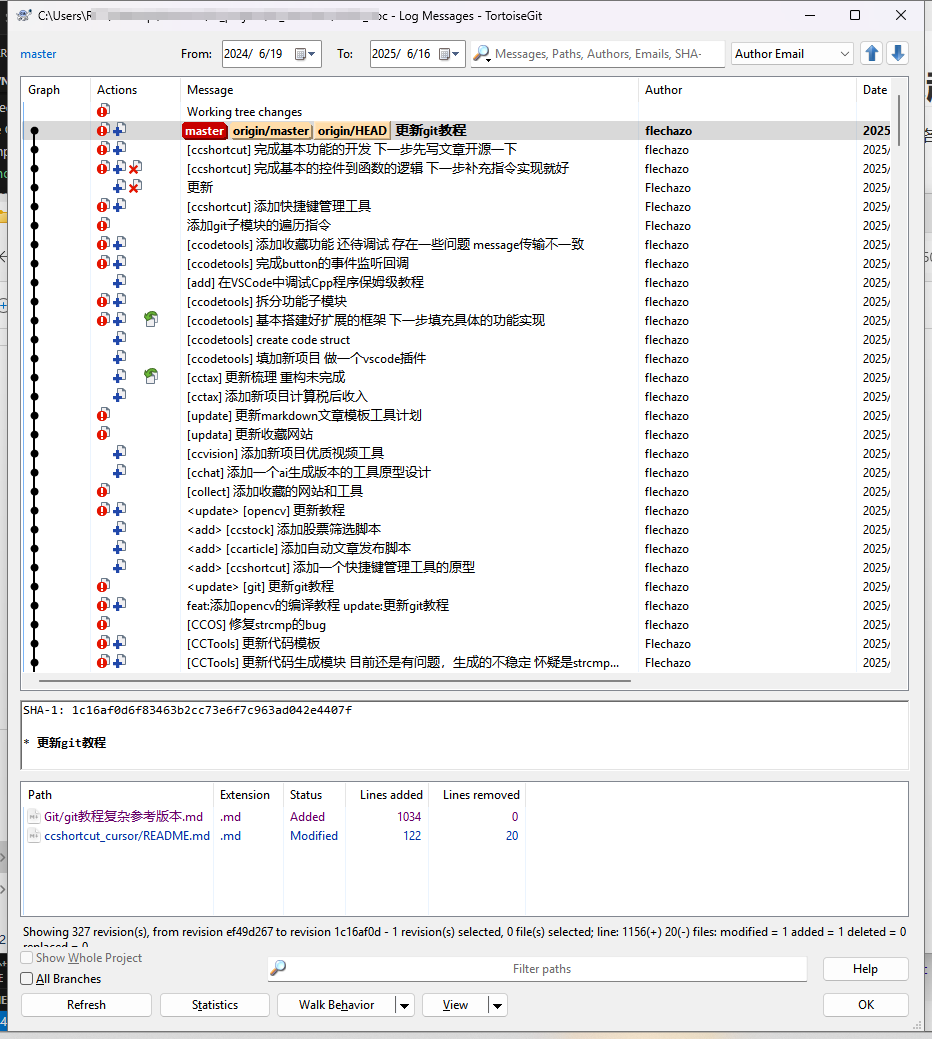 C:\Users\R oc - Log Messages - TortoiseGit
master From: 2024/ 6/19 To: 2025/ 6/16 Messages, Paths, Authors, Emails, SHA- Author Email
Graph Actions Message Author Date
Working tree changes
master origin/master origin/HEAD 更新git教程 flechazo 2025
[ccshortcut] 完成基本功能的开发 下一步先写文章开源一下 flechazo 2025/
[ccshortcut] 完成基本的控件到函数的逻辑 下一步补充指令实现就好 flechazo 2025/
更新 Flechazo 2025/
[ccshortcut] 添加快捷键管理工具 Flechazo 2025/
添加git子模块的遍历指令 Flechazo 2025/
[ccodetools] 添加收藏功能 还待调试 存在一些问题 message传输不一致 flechazo 2025/
[ccodetools] 完成button的事件监听回调 flechazo 2025/
[add] 在VSCode中调试Cpp程序保姆级教程 flechazo 2025/
[ccodetools] 拆分功能子模块 flechazo 2025/
[ccodetools] 基本搭建好扩展的框架 下一步填充具体的功能实现 flechazo 2025/
[ccodetools] create code struct flechazo 2025/
[ccodetools] 填加新项目 做一个vscode插件 flechazo 2025/
[cctax] 更新梳理 重构未完成 flechazo 2025/
[cctax] 添加新项目计算税后收入 flechazo 2025/
[update] 更新markdown文章模板工具计划 flechazo 2025/
[updata] 更新收藏网站 flechazo 2025/
[ccvision] 添加新项目优质视频工具 flechazo 2025/
[cchat] 添加一个ai生成版本的工具原型设计 flechazo 2025/
[collect] 添加收藏的网站和工具 flechazo 2025/
<update> [opencv] 更新教程 flechazo 2025/
<add> [ccstock] 添加股票筛选脚本 flechazo 2025/
<add> [ccarticle] 添加自动文章发布脚本 flechazo 2025/
<add> [ccshortcut] 添加一个快捷键管理工具的原型 flechazo 2025/
<update> [git] 更新git教程 flechazo 2025/
feat:添加opencv的编译教程 update:更新git教程 flechazo 2025/
[CCOS] 修复strcmp的bug flechazo 2025/
[CCTools] 更新代码模板 Flechazo 2025/
[CCTools] 更新代码生成模块 目前还是有问题，生成的不稳定 怀疑是strcmp... Flechazo 2025/
SHA-1: 1c16af0d6f83463b2cc73e6f7c963ad042e4407f
* 更新git教程
Path Extension Status Lines added Lines removed
Git/git教程复杂参考版本.md .md Added 1034 0
ccshortcut_cursor/README.md .md Modified 122 20
Showing 327 revision(s), from revision ef49d267 to revision 1c16af0d - 1 revision(s) selected, 0 file(s) selected; line: 1156(+) 20(-) files: modified = 1 added = 1 deleted = 0
replaced = 0
Show Whole Project
Filter paths Help
All Branches
Refresh Statistics Walk Behavior View OK